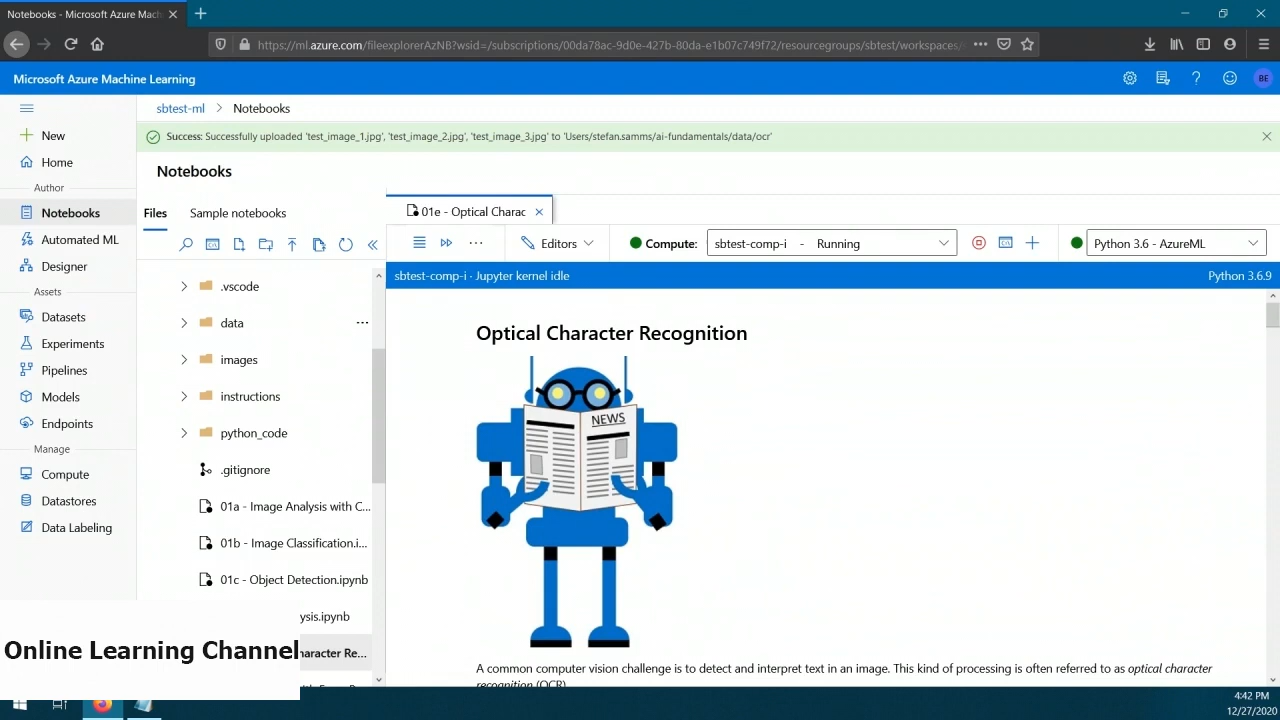 Notebooks - Microsoft Azure Mach
https://ml.azure.com/fileexplorerAzNB?wsid=/subscriptions/00da78ac-9d0e-427b-80da-e1b07c749f72/resourcegroups/sbtest/workspaces/
Microsoft Azure Machine Learning
BE
sbtest-ml > Notebooks
New
Home
Author
Notebooks
Automated ML
Designer
Assets
Datasets
Experiments
Pipelines
Models
Endpoints
Manage
Compute
Datastores
Data Labeling
Success: Successfully uploaded 'test_image_1.jpg', 'test_image_2.jpg', 'test_image_3.jpg' to 'Users/stefan.samms/ai-fundamentals/data/ocr'
Notebooks
Files Sample notebooks
.vscode
data
images
instructions
python_code
.gitignore
01a - Image Analysis with C...
01b - Image Classification.i...
01c - Object Detection.ipynb
ysis.ipynb
haracter Re...
01e - Optical Charac
Editors Compute: sbtest-comp-i - Running Python 3.6 - AzureML
sbtest-comp-i · Jupyter kernel idle Python 3.6.9
Optical Character Recognition
NEWS
A common computer vision challenge is to detect and interpret text in an image. This kind of processing is often referred to as optical character
recognition (OCR).
Online Learning Channel
4:42 PM
12/27/2020